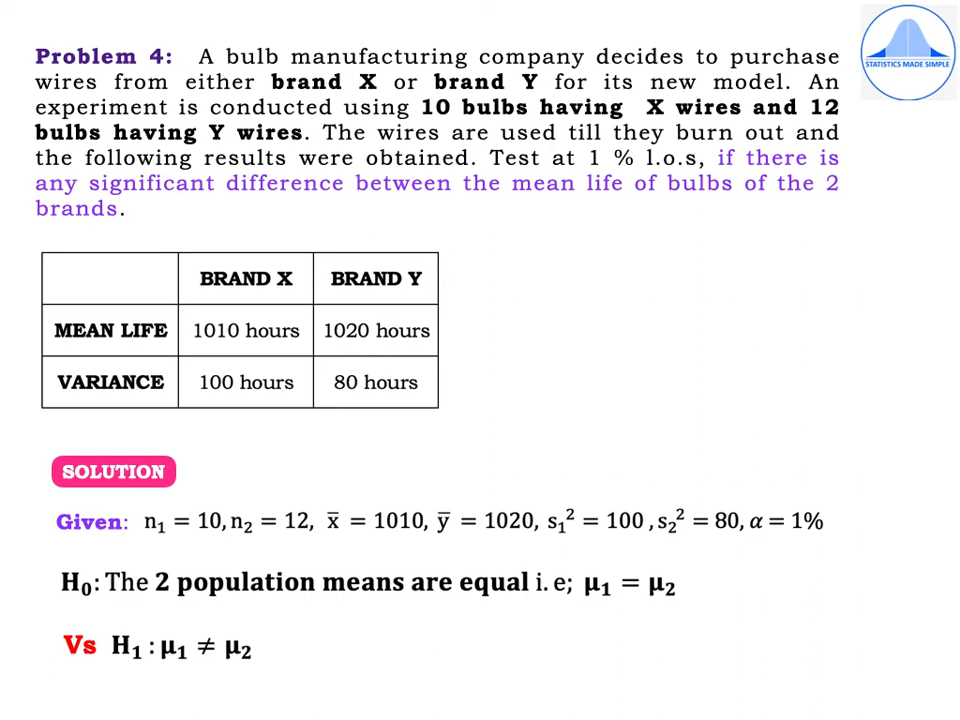 STATISTICS MADE SIMPLE
Problem 4: A bulb manufacturing company decides to purchase
wires from either brand X or brand Y for its new model. An
experiment is conducted using 10 bulbs having X wires and 12
bulbs having Y wires. The wires are used till they burn out and
the following results were obtained. Test at 1 % l.o.s, if there is
any significant difference between the mean life of bulbs of the 2
brands.
BRAND X BRAND Y
MEAN LIFE 1010 hours 1020 hours
VARIANCE 100 hours 80 hours
SOLUTION
Given: n₁ = 10, n₂ = 12, x̅ = 1010, y̅ = 1020, s₁² = 100 , s₂² = 80, α = 1%
H₀: The 2 population means are equal i. e; μ₁ = μ₂
Vs H₁ : μ₁ ≠ μ₂